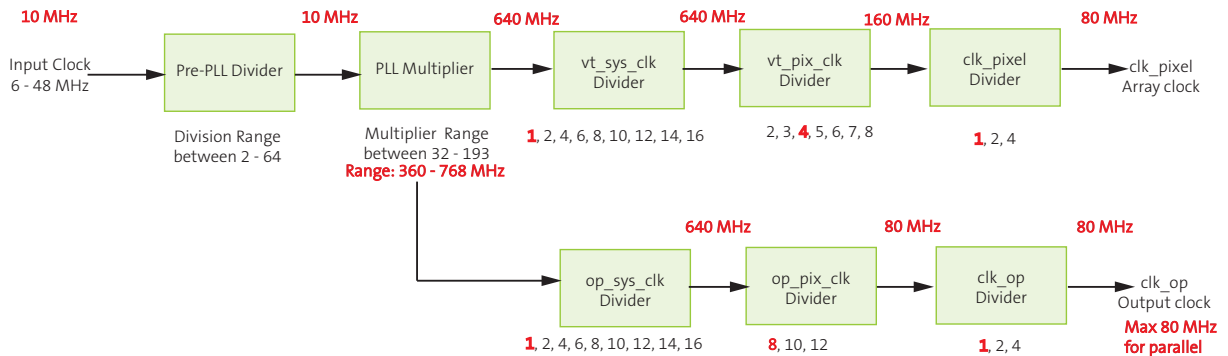 10 MHz
10 MHz
640 MHz
640 MHz
160 MHz
80 MHz
Input Clock
6 - 48 MHz
Pre-PLL Divider
PLL Multiplier
vt_sys_clk
Divider
vt_pix_clk
Divider
clk_pixel
Divider
clk_pixel
Array clock
Division Range
between 2 - 64
Multiplier Range
between 32 - 193
Range: 360 - 768 MHz
1, 2, 4, 6, 8, 10, 12, 14, 16
2, 3, 4, 5, 6, 7, 8
1, 2, 4
640 MHz
80 MHz
80 MHz
op_sys_clk
Divider
op_pix_clk
Divider
clk_op
Divider
clk_op
Output clock
Max 80 MHz
for parallel
1, 2, 4, 6, 8, 10, 12, 14, 16
8, 10, 12
1, 2, 4